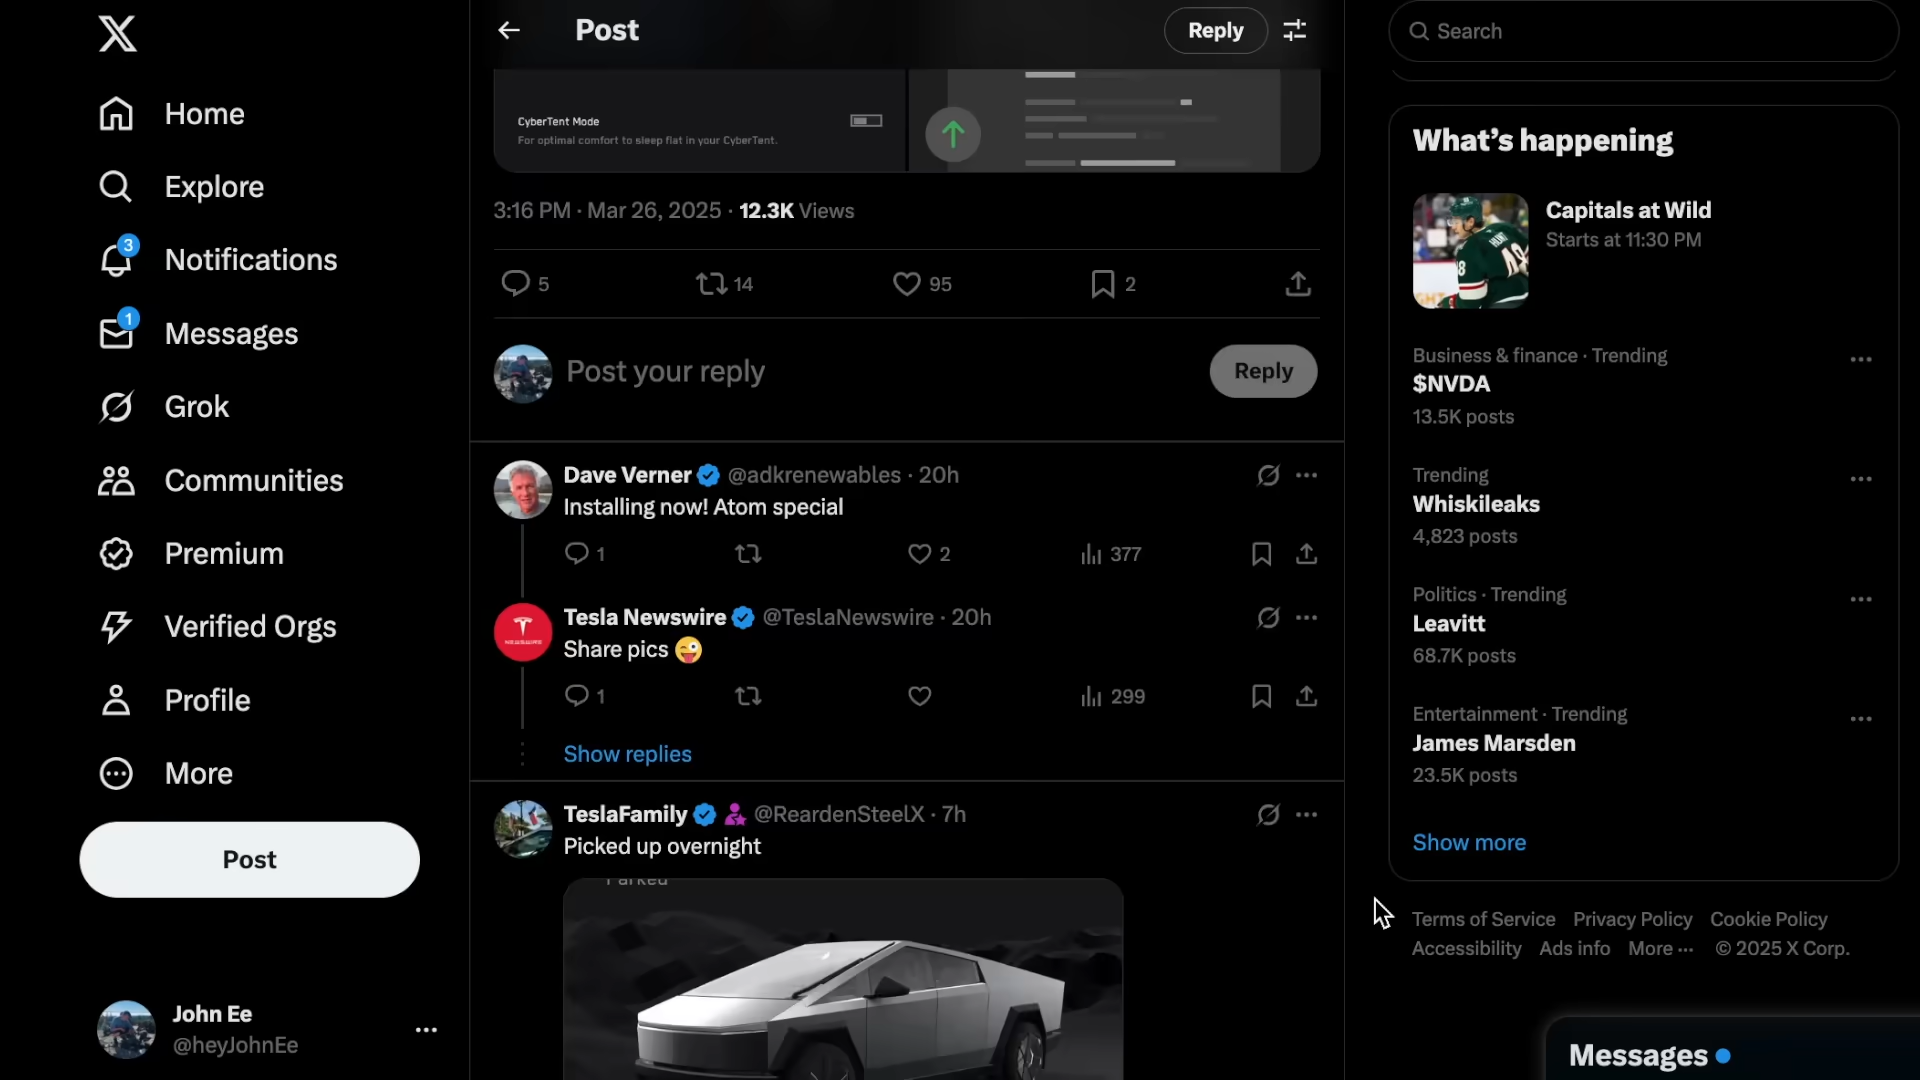 Home
Explore
3
Notifications
1
Messages
Grok
Communities
Premium
Verified Orgs
Profile
More
Post
John Ee
@heyJohnEe
Post
Reply
CyberTent Mode
For optimal comfort to sleep flat in your CyberTent.
3:16 PM · Mar 26, 2025 · 12.3K Views
5 14 95 2
Post your reply
Reply
Dave Verner @adkrenewables · 20h
Installing now! Atom special
1 2 377
Tesla Newswire @TeslaNewswire · 20h
Share pics 😜
1 299
Show replies
TeslaFamily @ReardenSteelX · 7h
Picked up overnight
Parked
Search
What’s happening
Capitals at Wild
Starts at 11:30 PM
Business & finance · Trending
$NVDA
13.5K posts
Trending
Whiskileaks
4,823 posts
Politics · Trending
Leavitt
68.7K posts
Entertainment · Trending
James Marsden
23.5K posts
Show more
Terms of Service Privacy Policy Cookie Policy
Accessibility Ads info More ··· © 2025 X Corp.
Messages